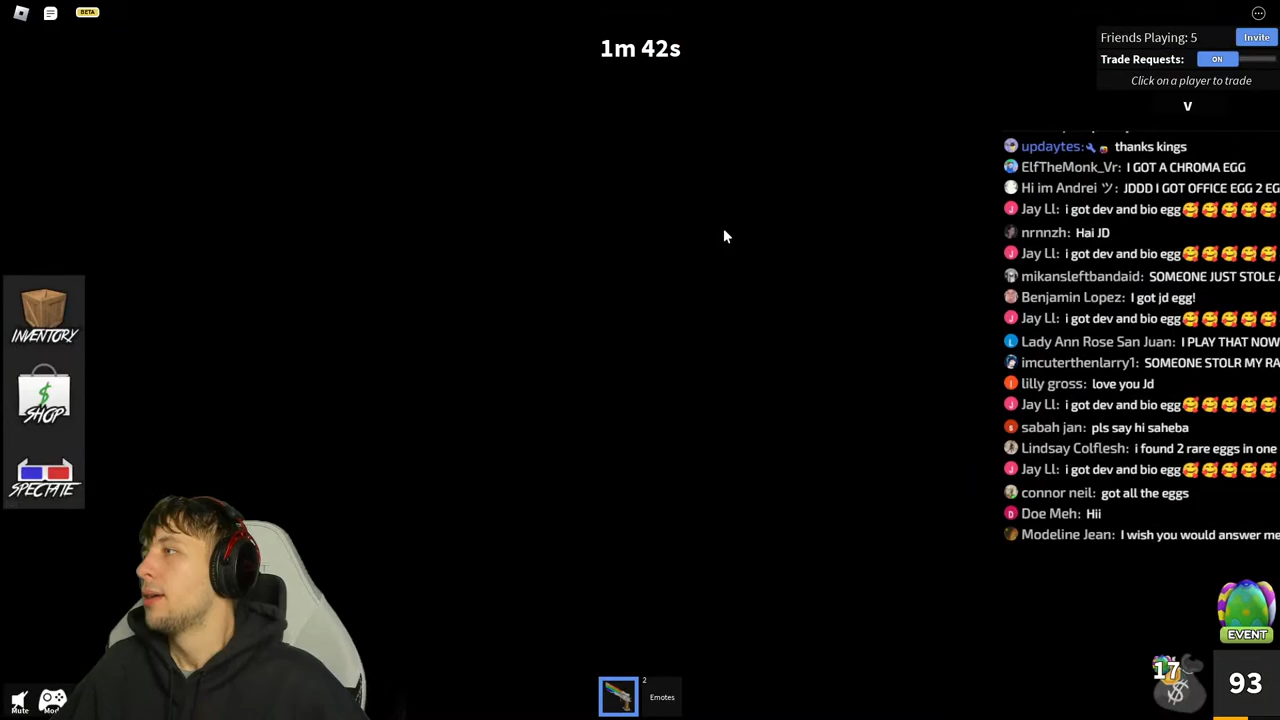 BETA
1m 42s
Friends Playing: 5
Invite
Trade Requests:
ON
Click on a player to trade
v
updaytes: thanks kings
ElfTheMonk_Vr: I GOT A CHROMA EGG
Hi im Andrei ツ: JDDD I GOT OFFICE EGG 2 EG
Jay Ll: i got dev and bio egg🥰🥰🥰🥰🥰
nrnnzh: Hai JD
Jay Ll: i got dev and bio egg🥰🥰🥰🥰🥰
mikansleftbandaid: SOMEONE JUST STOLE A
Benjamin Lopez: I got jd egg!
Jay Ll: i got dev and bio egg🥰🥰🥰🥰🥰
Lady Ann Rose San Juan: I PLAY THAT NOW
imcuterthenlarry1: SOMEONE STOLR MY RA
lilly gross: love you Jd
Jay Ll: i got dev and bio egg🥰🥰🥰🥰🥰
sabah jan: pls say hi saheba
Lindsay Colflesh: i found 2 rare eggs in one
Jay Ll: i got dev and bio egg🥰🥰🥰🥰🥰
connor neil: got all the eggs
Doe Meh: Hii
Modeline Jean: I wish you would answer me
INVENTORY
SHOP
SPECTATE
EVENT
17
93
2
Emotes
Mute